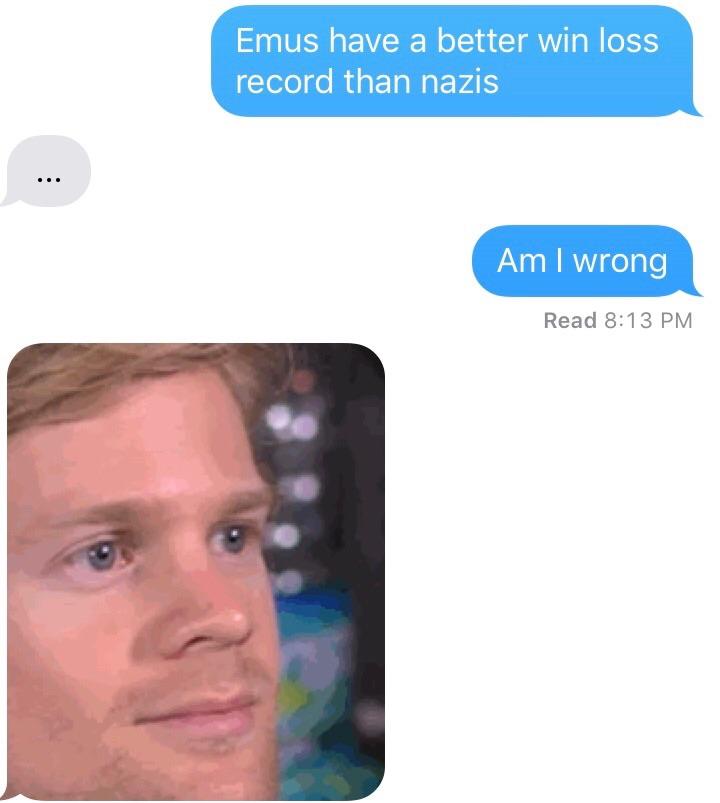 Emus have a better win loss
record than nazis
...
Am I wrong
Read 8:13 PM